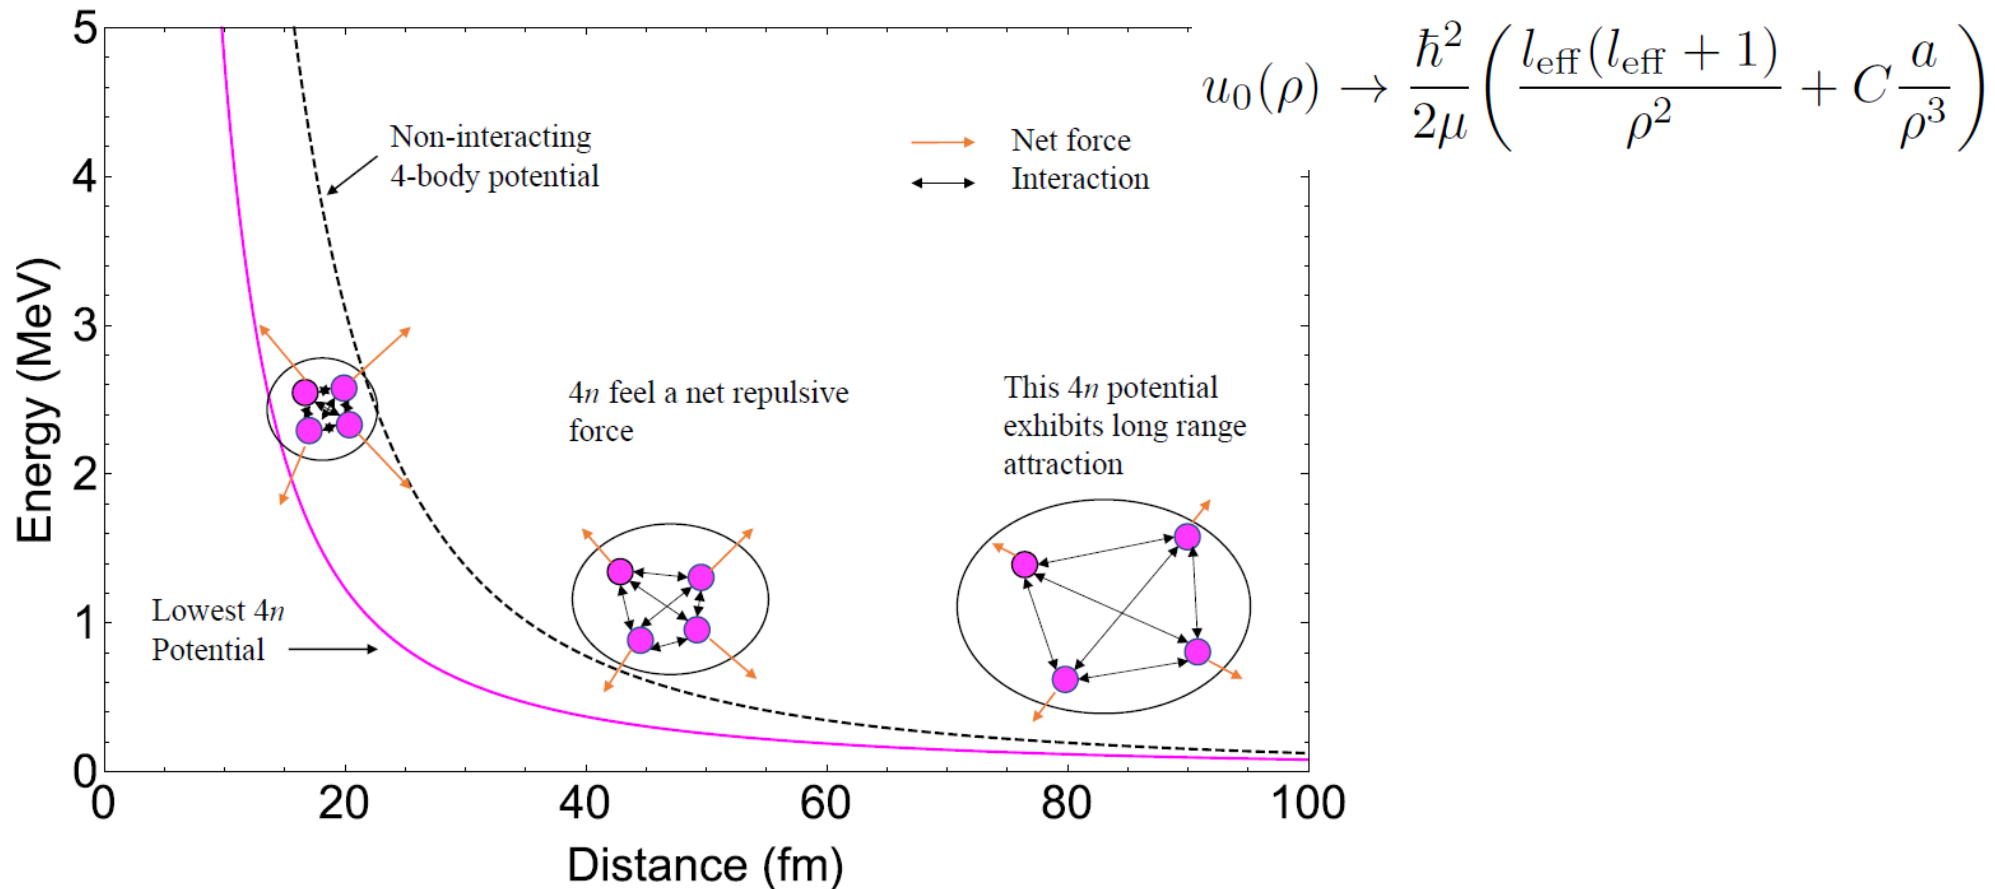 5
4
3
2
1
0
Energy (MeV)
Non-interacting
4-body potential
Net force
Interaction
4n feel a net repulsive
force
This 4n potential
exhibits long range
attraction
Lowest 4n
Potential
0 20 40 60 80 100
Distance (fm)
u₀(ρ) → ℏ²/2μ ( l_eff(l_eff + 1)/ρ² + C a/ρ³ )